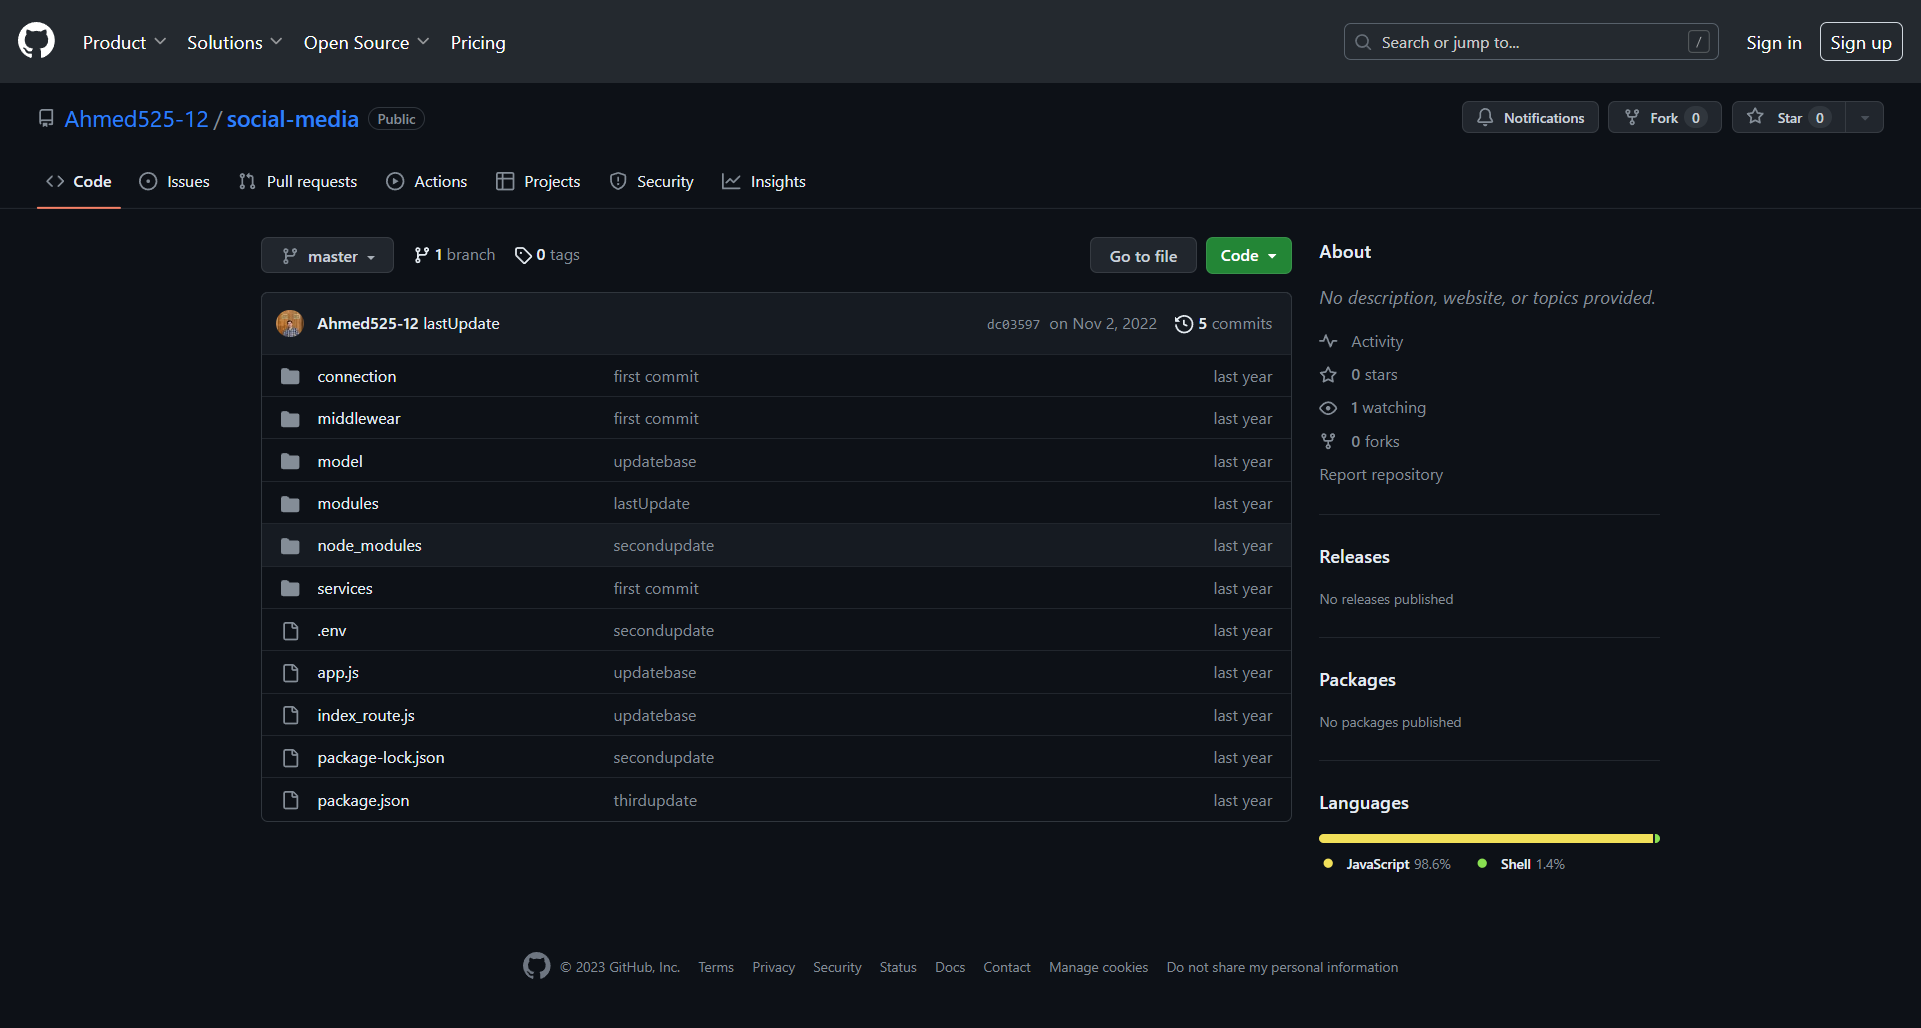 Product Solutions Open Source Pricing Search or jump to... / Sign in Sign up
Ahmed525-12 / social-media Public Notifications Fork 0 Star 0
Code Issues Pull requests Actions Projects Security Insights
master 1 branch 0 tags Go to file Code
Ahmed525-12 lastUpdate dc03597 on Nov 2, 2022 5 commits
connection first commit last year
middlewear first commit last year
model updatebase last year
modules lastUpdate last year
node_modules secondupdate last year
services first commit last year
.env secondupdate last year
app.js updatebase last year
index_route.js updatebase last year
package-lock.json secondupdate last year
package.json thirdupdate last year
About
No description, website, or topics provided.
Activity
0 stars
1 watching
0 forks
Report repository
Releases
No releases published
Packages
No packages published
Languages
JavaScript 98.6% Shell 1.4%
© 2023 GitHub, Inc. Terms Privacy Security Status Docs Contact Manage cookies Do not share my personal information